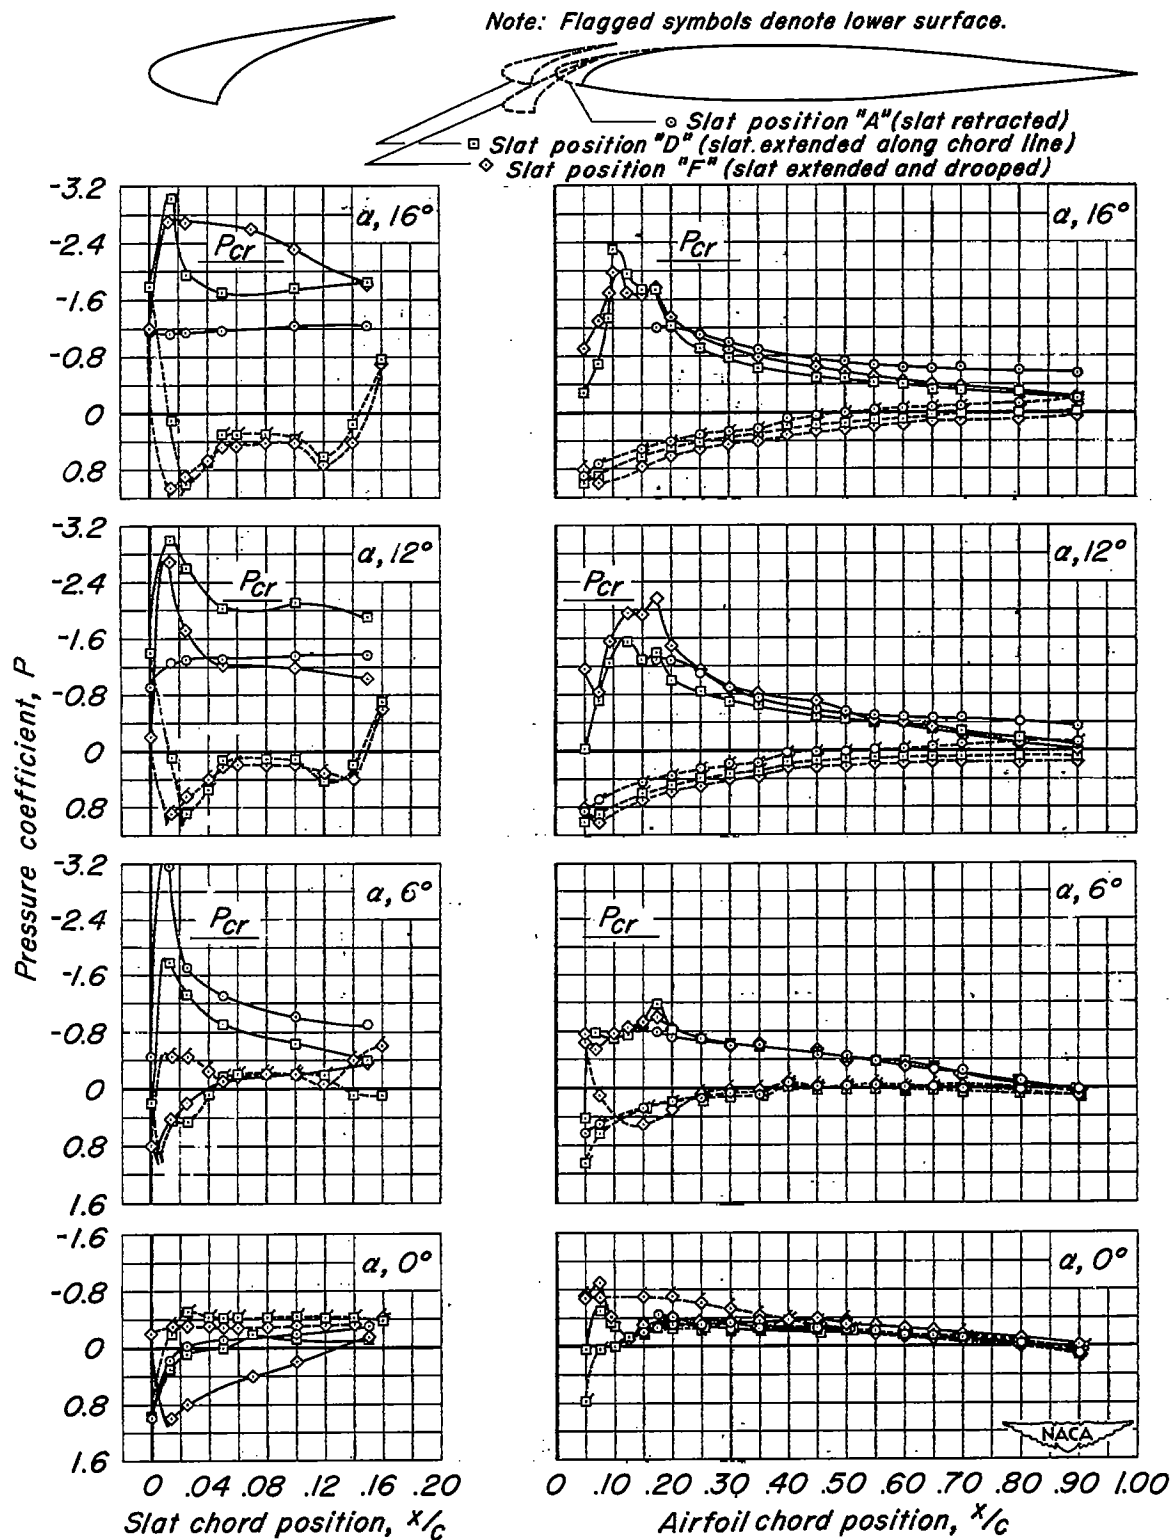 Note: Flagged symbols denote lower surface.
Slat position "A" (slat retracted)
Slat position "D" (slat extended along chord line)
Slat position "F" (slat extended and drooped)
Pressure coefficient, P
-3.2
-2.4
-1.6
-0.8
0
0.8
α, 16°
Pcr
α, 16°
Pcr
-3.2
-2.4
-1.6
-0.8
0
0.8
α, 12°
Pcr
α, 12°
Pcr
-3.2
-2.4
-1.6
-0.8
0
0.8
1.6
α, 6°
Pcr
α, 6°
Pcr
-1.6
-0.8
0
0.8
1.6
α, 0°
α, 0°
NACA
0 .04 .08 .12 .16 .20
Slat chord position, x/c
0 .10 .20 .30 .40 .50 .60 .70 .80 .90 1.00
Airfoil chord position, x/c